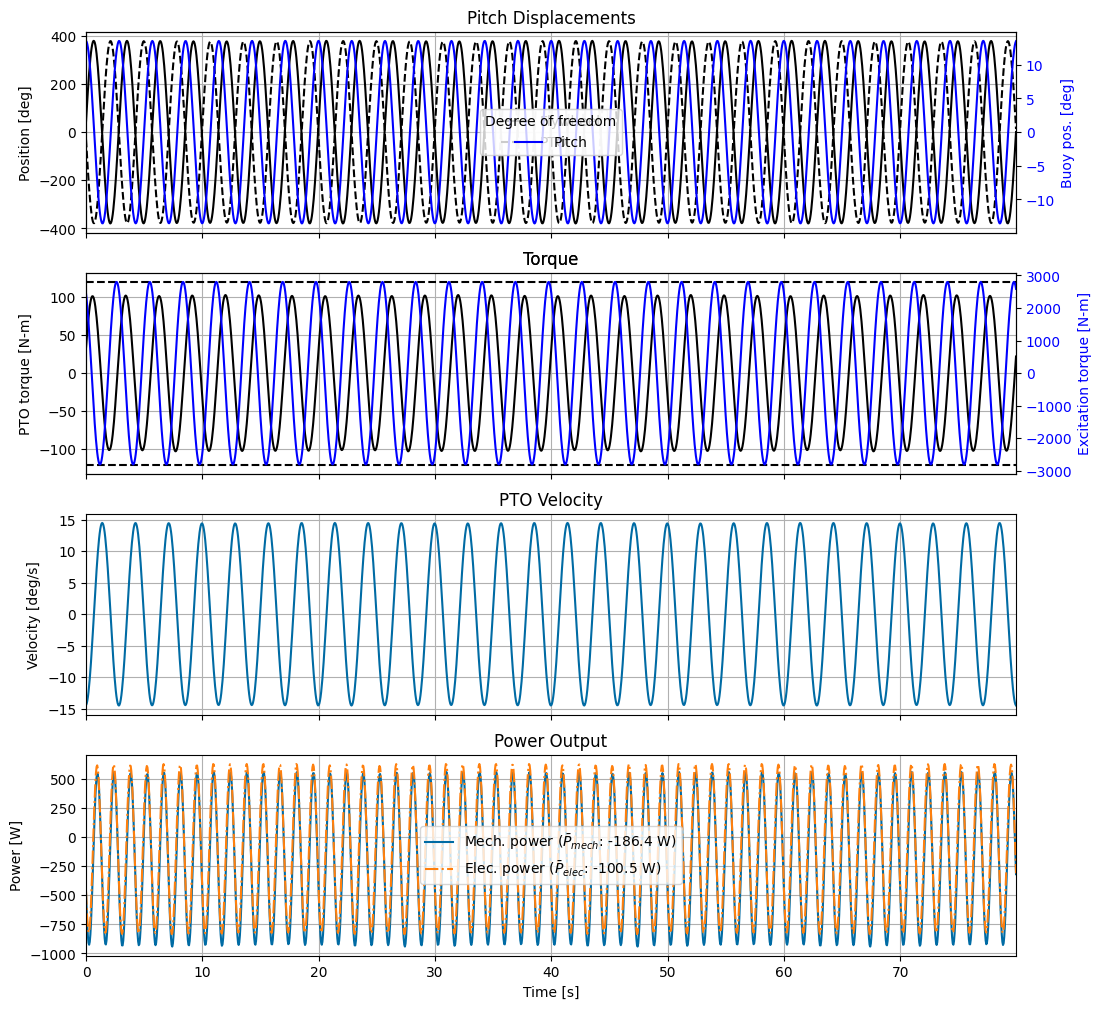 Pitch Displacements
Position [deg]
400
200
0
−200
−400
Degree of freedom
Pitch
10
5
0
−5
−10
Buoy pos. [deg]
Torque
PTO torque [N-m]
100
50
0
−50
−100
3000
2000
1000
0
−1000
−2000
−3000
Excitation torque [N-m]
PTO Velocity
Velocity [deg/s]
15
10
5
0
−5
−10
−15
Power Output
Power [W]
500
250
0
−250
−500
−750
−1000
Mech. power (P̄mech: -186.4 W)
Elec. power (P̄elec: -100.5 W)
0 10 20 30 40 50 60 70
Time [s]